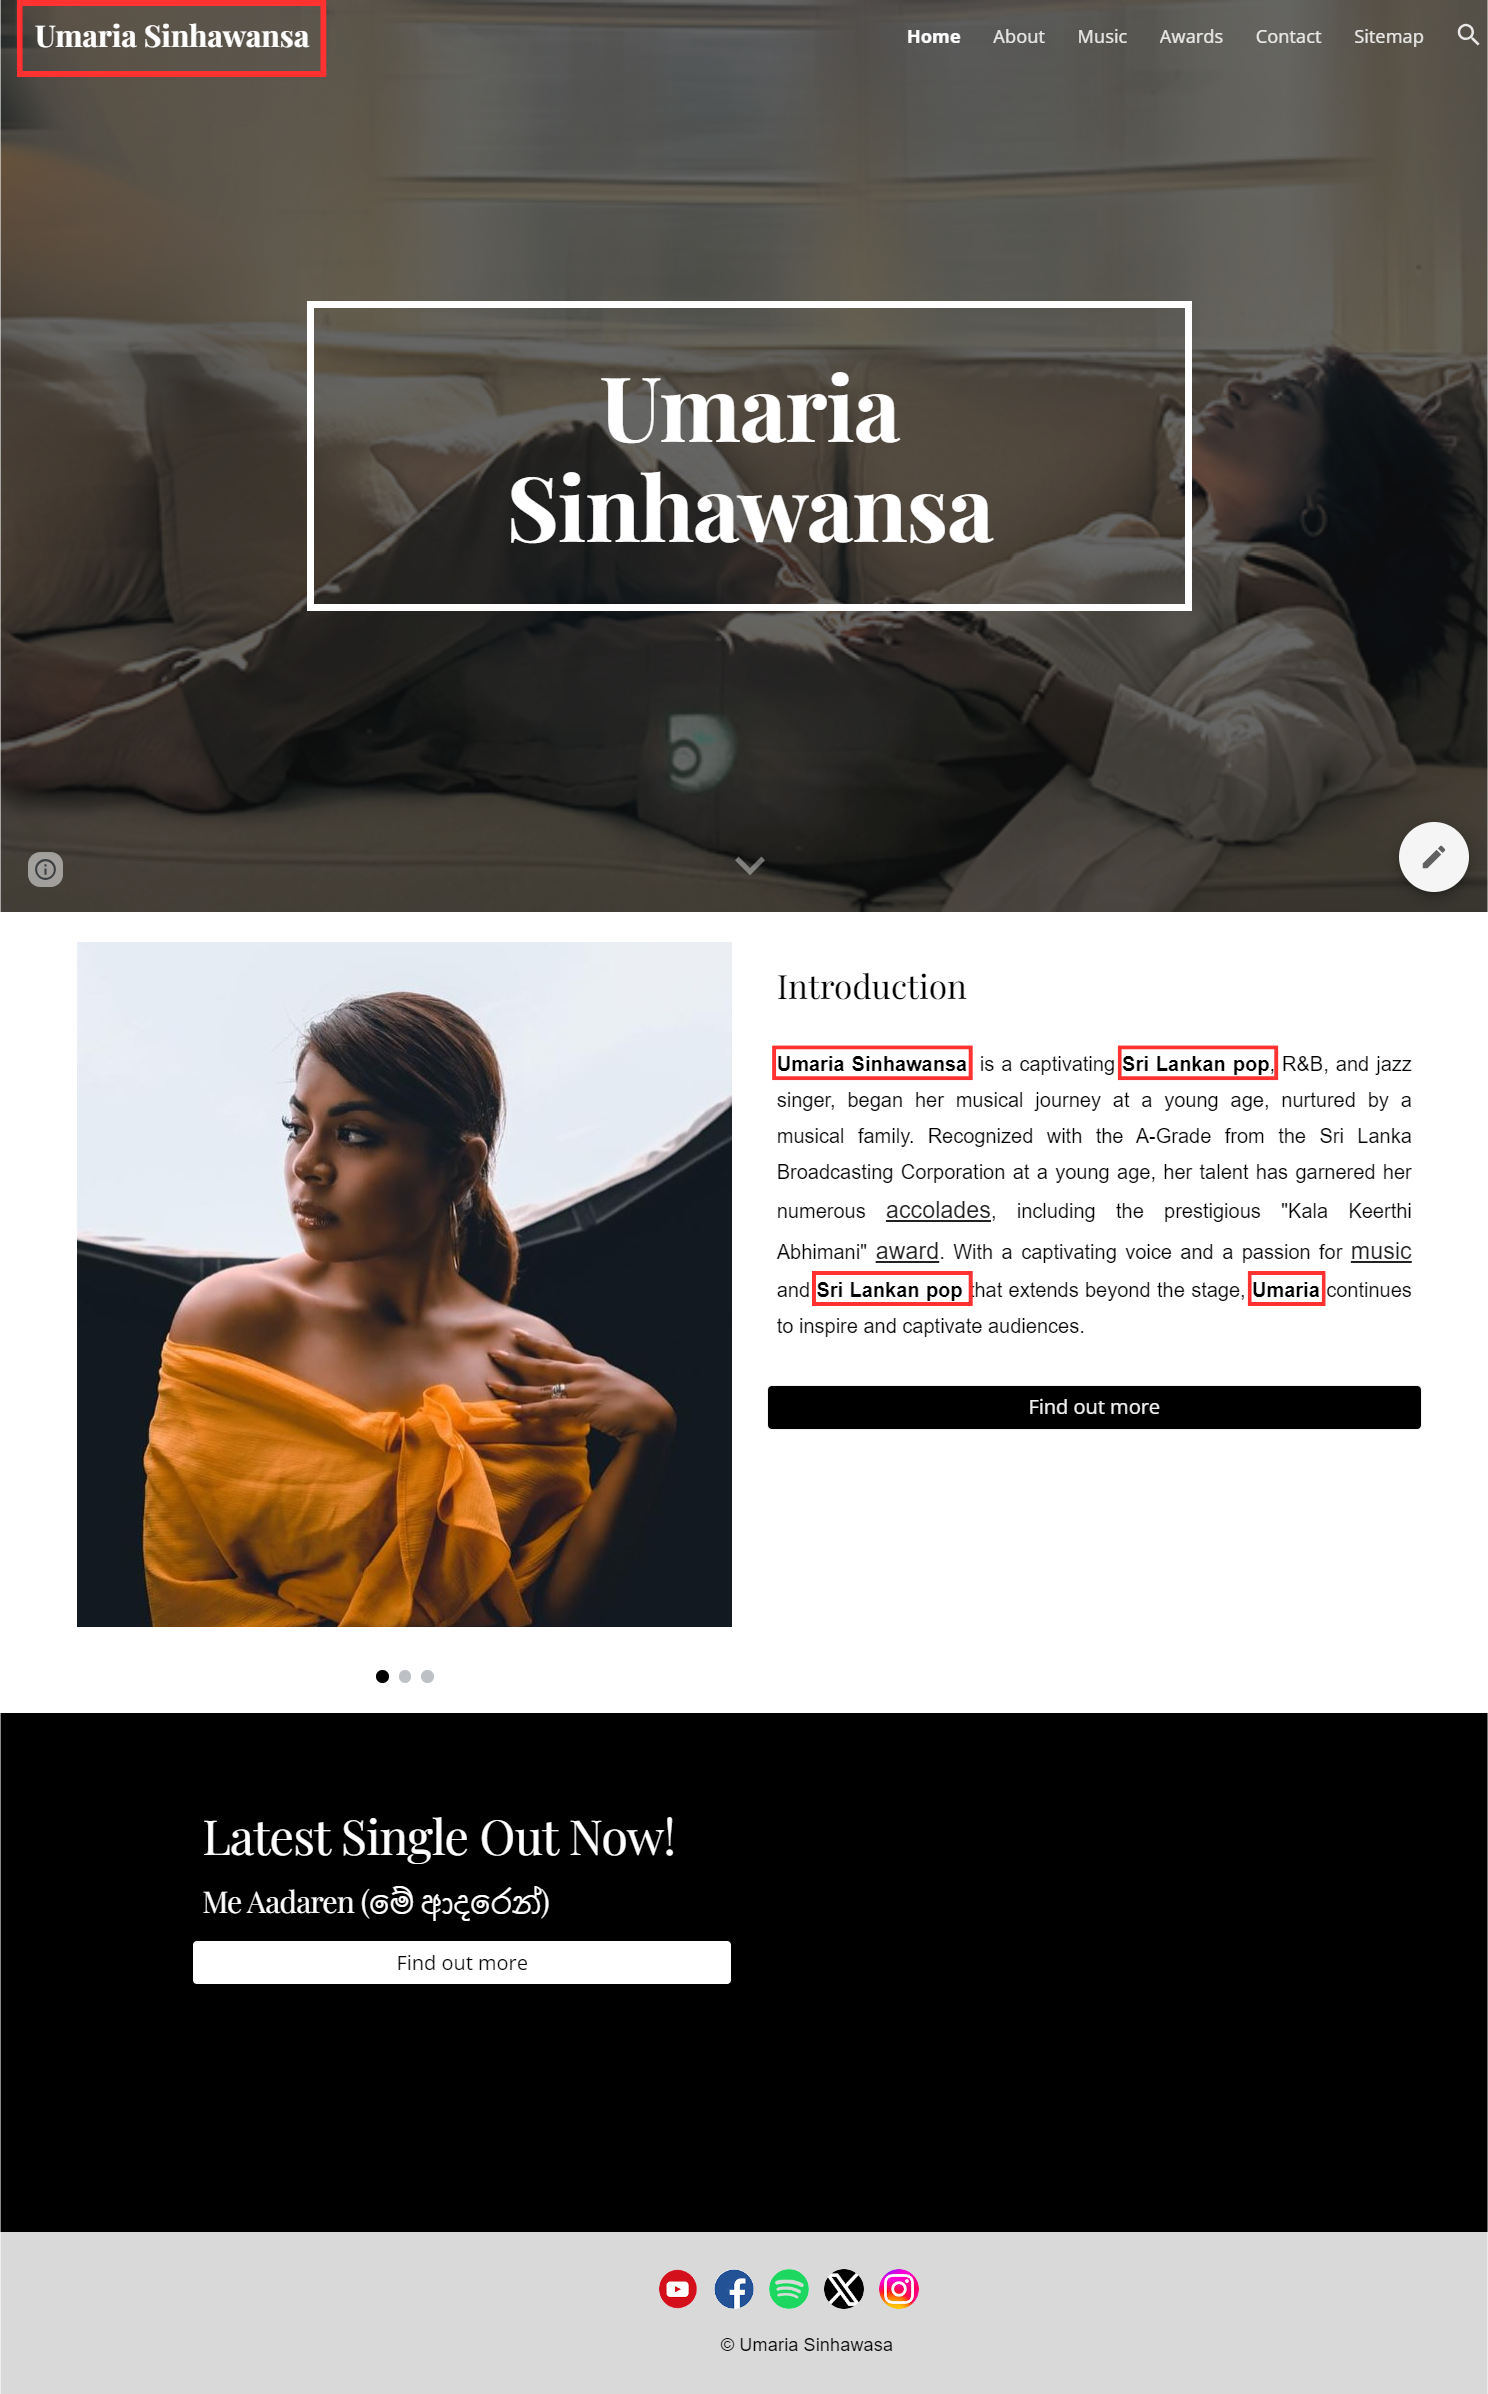 Umaria Sinhawansa
Home About Music Awards Contact Sitemap
Umaria
Sinhawansa
Introduction
Umaria Sinhawansa is a captivating Sri Lankan pop, R&B, and jazz
singer, began her musical journey at a young age, nurtured by a
musical family. Recognized with the A-Grade from the Sri Lanka
Broadcasting Corporation at a young age, her talent has garnered her
numerous accolades, including the prestigious "Kala Keerthi
Abhimani" award. With a captivating voice and a passion for music
and Sri Lankan pop that extends beyond the stage, Umaria continues
to inspire and captivate audiences.
Find out more
Latest Single Out Now!
Me Aadaren (මේ ආදරෙන්)
Find out more
© Umaria Sinhawasa